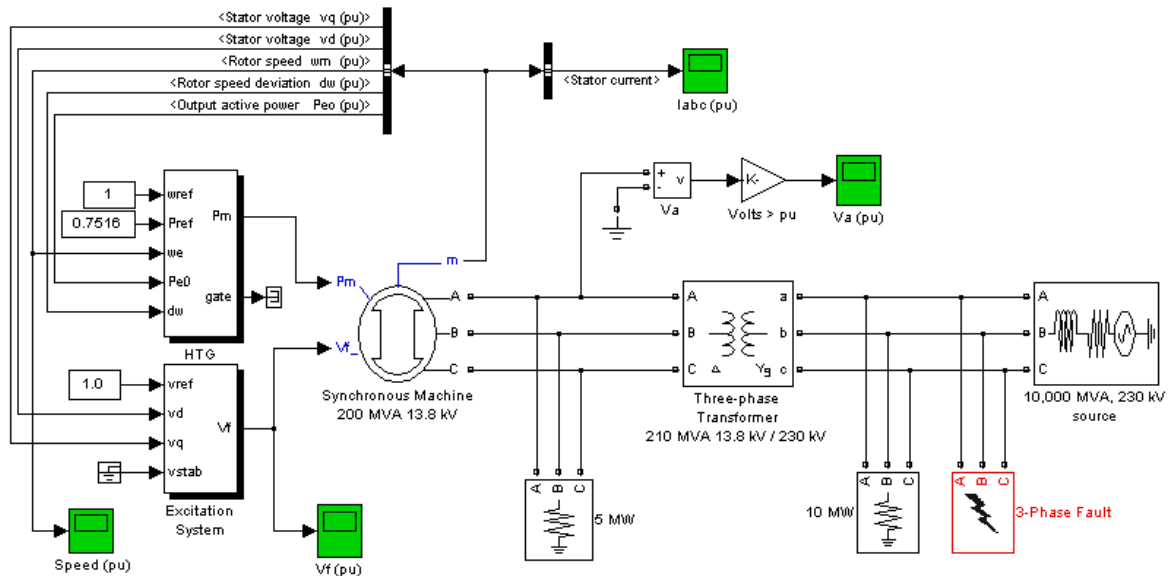 <Stator voltage vq (pu)>
<Stator voltage vd (pu)>
<Rotor speed wm (pu)>
<Rotor speed deviation dw (pu)>
<Output active power Peo (pu)>
<Stator current>
Iabc (pu)
1
0.7516
wref
Pref
we
Pe0
dw
Pm
gate
HTG
+
-
v
Va
K-
Volts > pu
Va (pu)
m
Pm
Vf_
A
B
C
Synchronous Machine
200 MVA 13.8 kV
A
B
C
a
b
c
Δ
Yg
Three-phase
Transformer
210 MVA 13.8 kV / 230 kV
A
B
C
10,000 MVA, 230 kV
source
1.0
vref
vd
vq
vstab
Vf
Excitation
System
Speed (pu)
Vf (pu)
A B C
5 MW
A B C
10 MW
A B C
3-Phase Fault